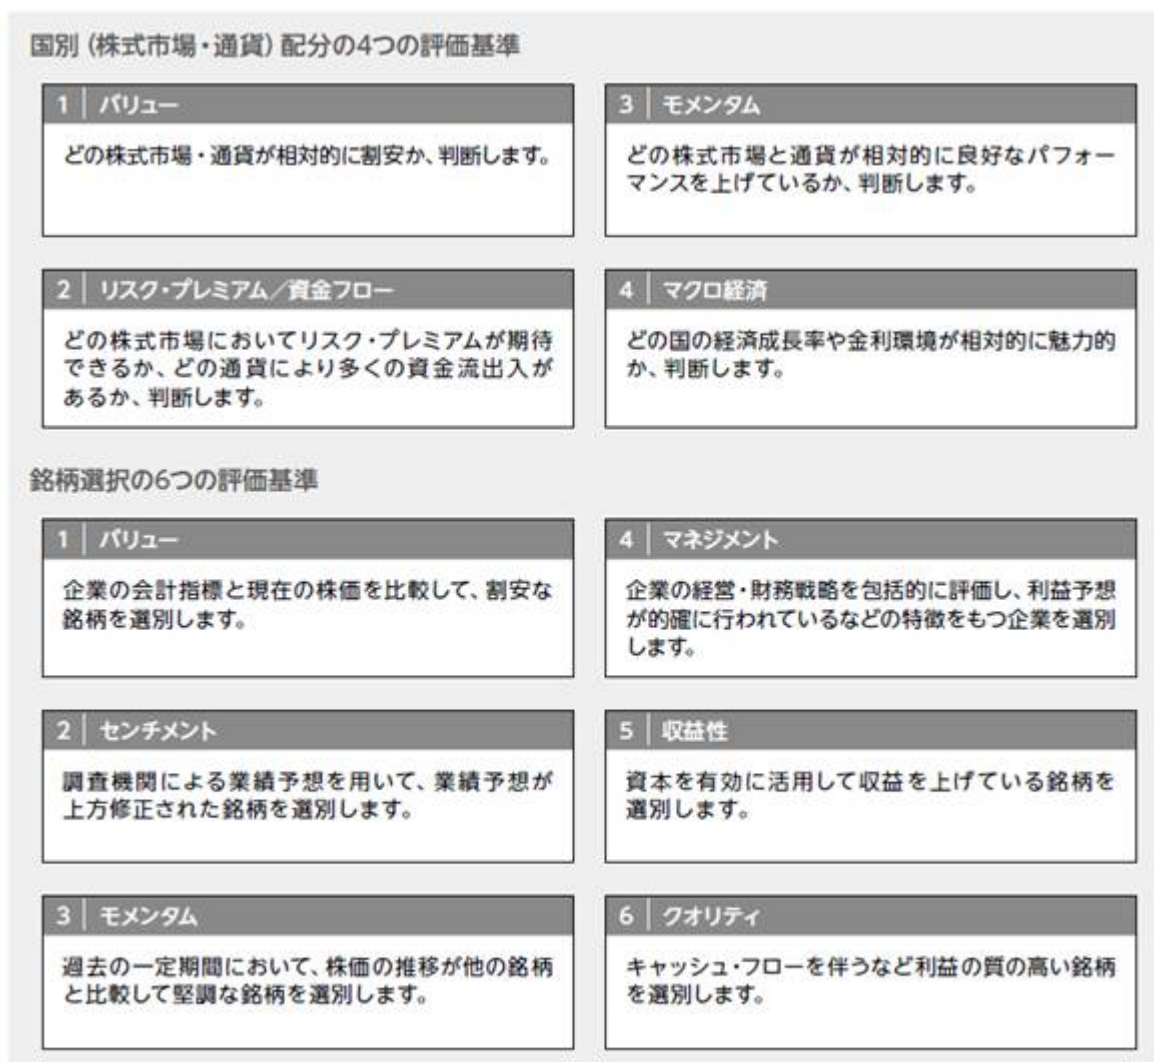 国別（株式市場・通貨）配分の4つの評価基準
1 バリュー
どの株式市場・通貨が相対的に割安か、判断します。
2 リスク・プレミアム／資金フロー
どの株式市場においてリスク・プレミアムが期待
できるか、どの通貨により多くの資金流出入が
あるか、判断します。
3 モメンタム
どの株式市場と通貨が相対的に良好なパフォー
マンスを上げているか、判断します。
4 マクロ経済
どの国の経済成長率や金利環境が相対的に魅力的
か、判断します。
銘柄選択の6つの評価基準
1 バリュー
企業の会計指標と現在の株価を比較して、割安な
銘柄を選別します。
2 センチメント
調査機関による業績予想を用いて、業績予想が
上方修正された銘柄を選別します。
3 モメンタム
過去の一定期間において、株価の推移が他の銘柄
と比較して堅調な銘柄を選別します。
4 マネジメント
企業の経営・財務戦略を包括的に評価し、利益予想
が的確に行われているなどの特徴をもつ企業を選別
します。
5 収益性
資本を有効に活用して収益を上げている銘柄を
選別します。
6 クオリティ
キャッシュ・フローを伴うなど利益の質の高い銘柄
を選別します。